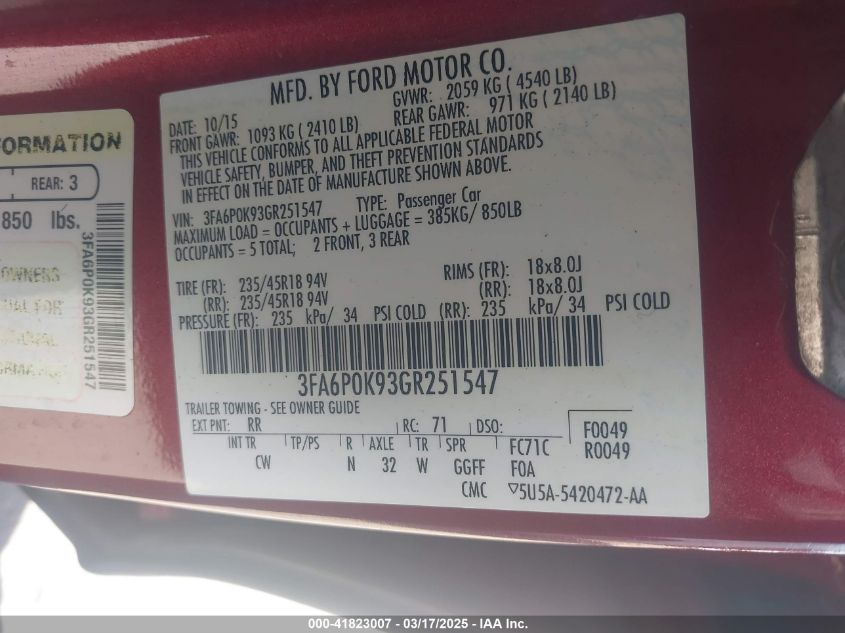 FORMATION
REAR: 3
850 lbs.
OWNERS
UAL FOR
3FA6P0K93GR251547
MFD. BY FORD MOTOR CO.
DATE: 10/15 GVWR: 2059 KG ( 4540 LB)
FRONT GAWR: 1093 KG ( 2410 LB) REAR GAWR: 971 KG ( 2140 LB)
THIS VEHICLE CONFORMS TO ALL APPLICABLE FEDERAL MOTOR
VEHICLE SAFETY, BUMPER, AND THEFT PREVENTION STANDARDS
IN EFFECT ON THE DATE OF MANUFACTURE SHOWN ABOVE.
VIN: 3FA6P0K93GR251547 TYPE: Passenger Car
MAXIMUM LOAD = OCCUPANTS + LUGGAGE = 385KG/ 850LB
OCCUPANTS = 5 TOTAL; 2 FRONT, 3 REAR
TIRE (FR): 235/45R18 94V RIMS (FR): 18x8.0J
(RR): 235/45R18 94V (RR): 18x8.0J
PRESSURE (FR): 235 kPa/ 34 PSI COLD (RR): 235 kPa/ 34 PSI COLD
3FA6P0K93GR251547
TRAILER TOWING - SEE OWNER GUIDE
EXT PNT: RR RC: 71 DSO: F0049
INT TR TP/PS R AXLE TR SPR FC71C R0049
CW N 32 W GGFF FOA
CMC ▽5U5A-5420472-AA
000-41823007 - 03/17/2025 - IAA Inc.